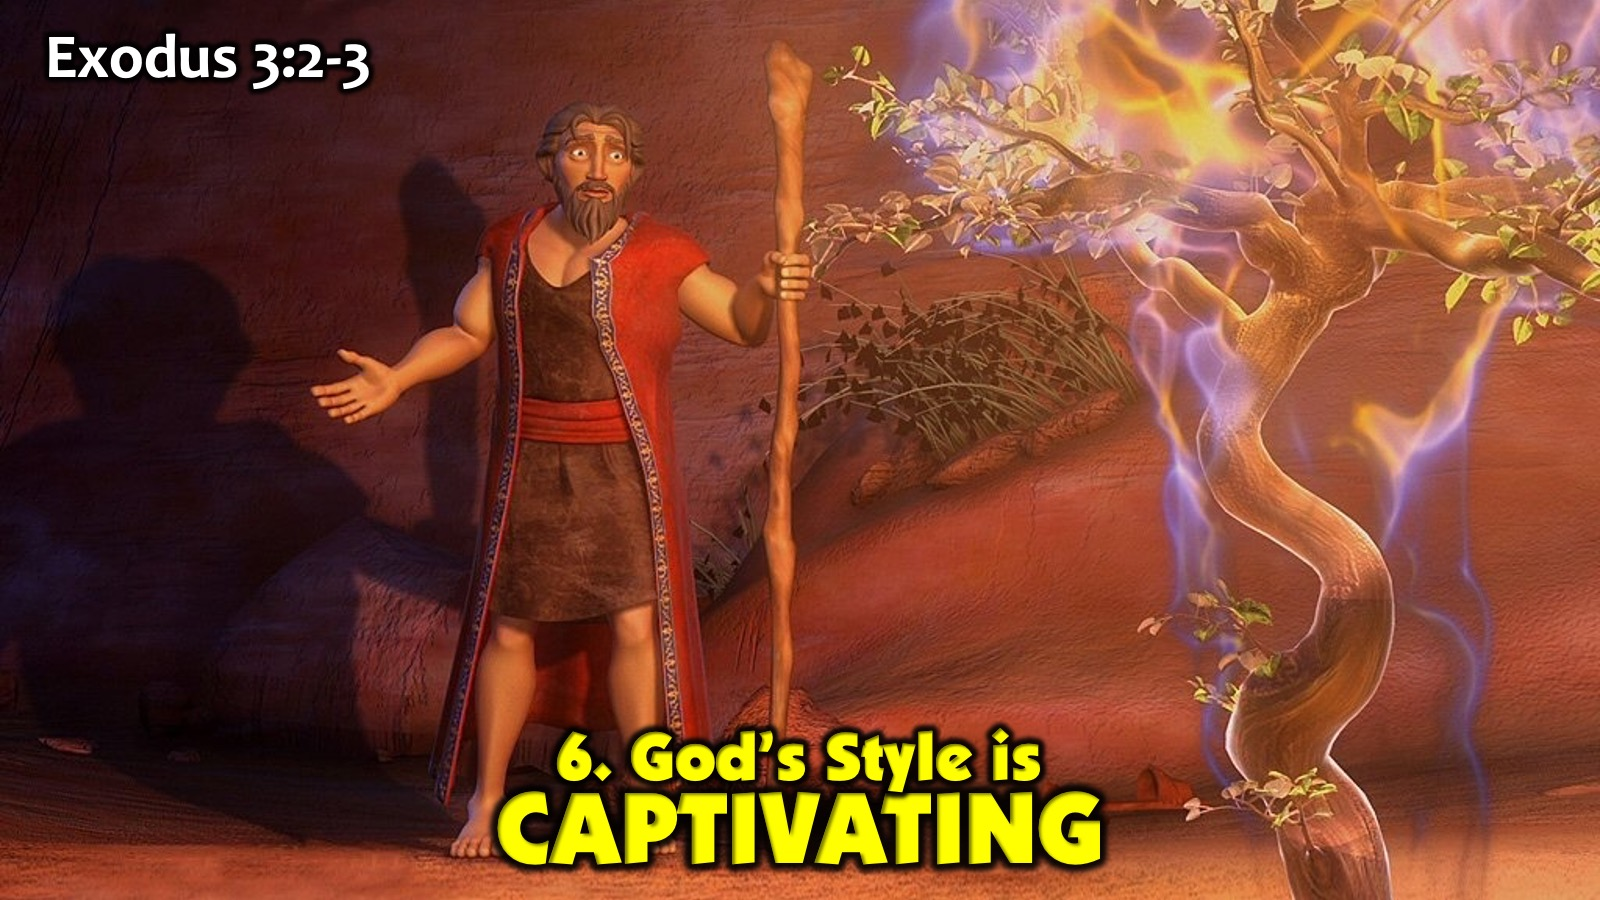 Exodus 3:2-3
6. God's Style is
CAPTIVATING